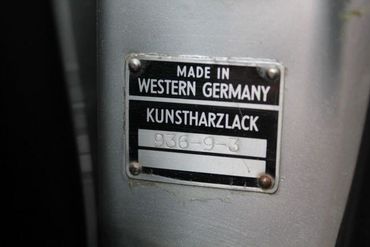 MADE IN
WESTERN GERMANY
KUNSTHARZLACK
936-9-3